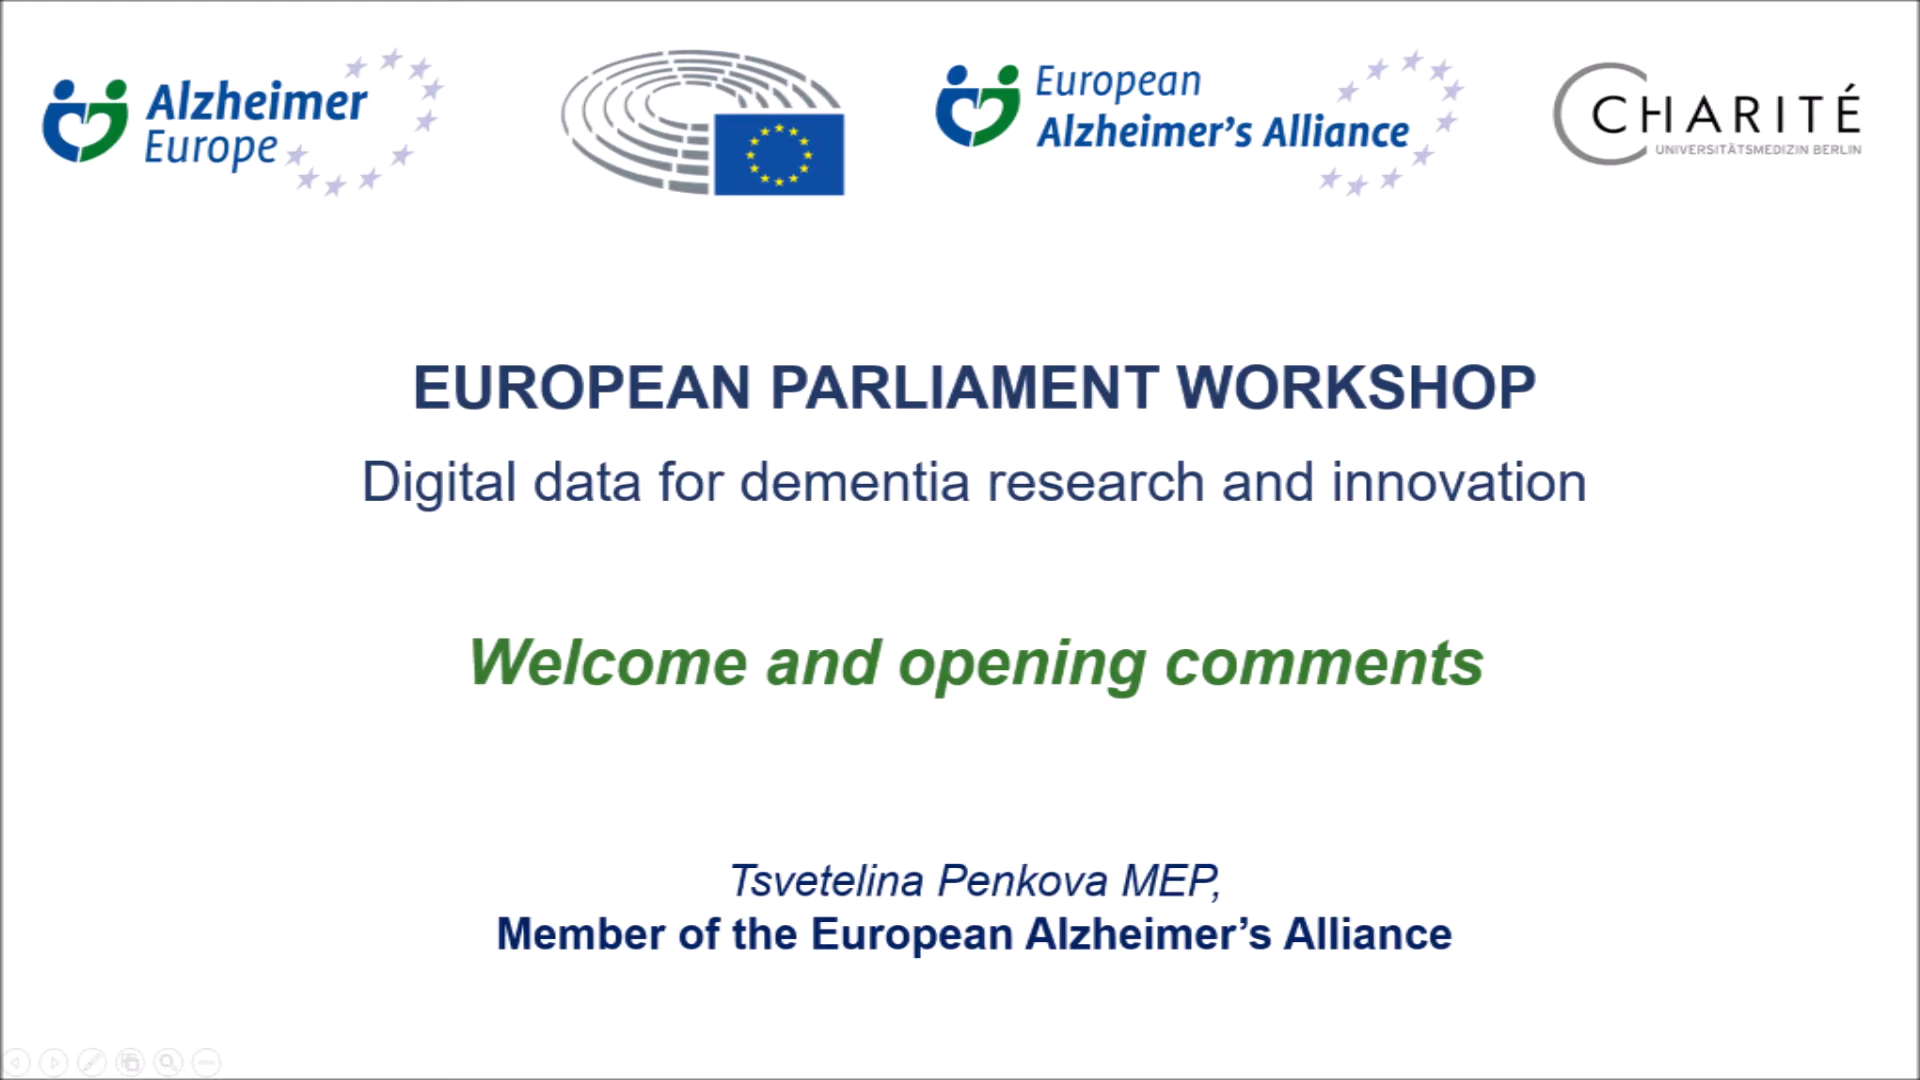 Alzheimer
Europe
European
Alzheimer's Alliance
CHARITÉ
UNIVERSITÄTSMEDIZIN BERLIN
EUROPEAN PARLIAMENT WORKSHOP
Digital data for dementia research and innovation
Welcome and opening comments
Tsvetelina Penkova MEP,
Member of the European Alzheimer’s Alliance